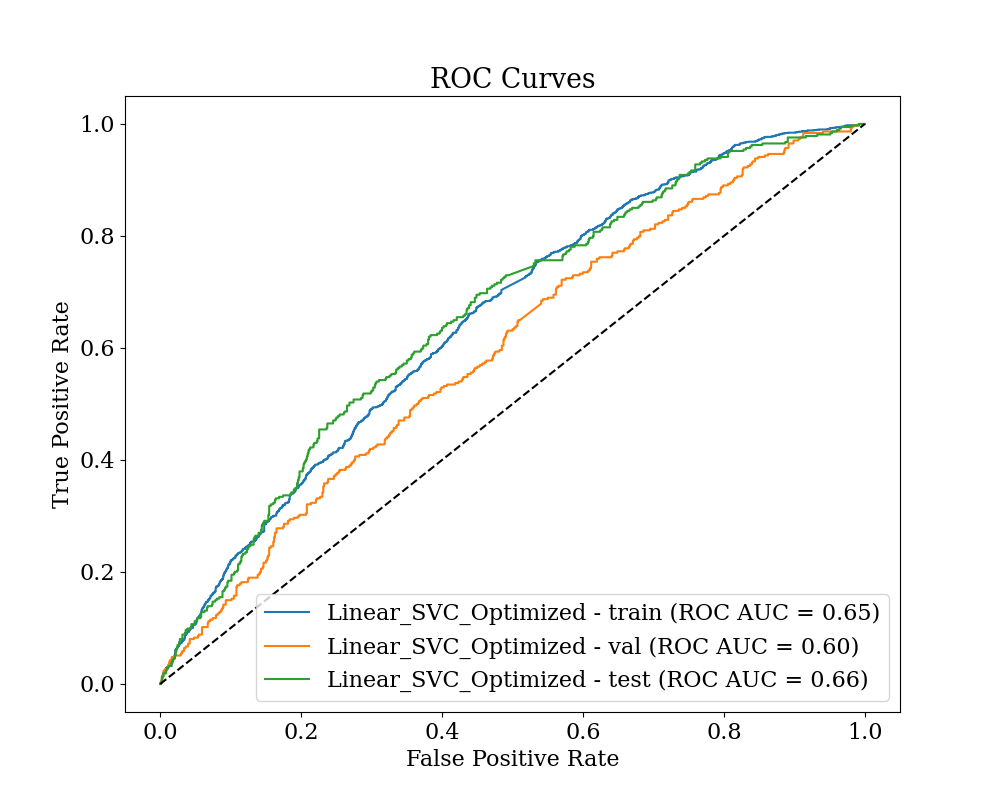 ROC Curves
True Positive Rate
1.0
0.8
0.6
0.4
0.2
0.0
Linear_SVC_Optimized - train (ROC AUC = 0.65)
Linear_SVC_Optimized - val (ROC AUC = 0.60)
Linear_SVC_Optimized - test (ROC AUC = 0.66)
0.0 0.2 0.4 0.6 0.8 1.0
False Positive Rate